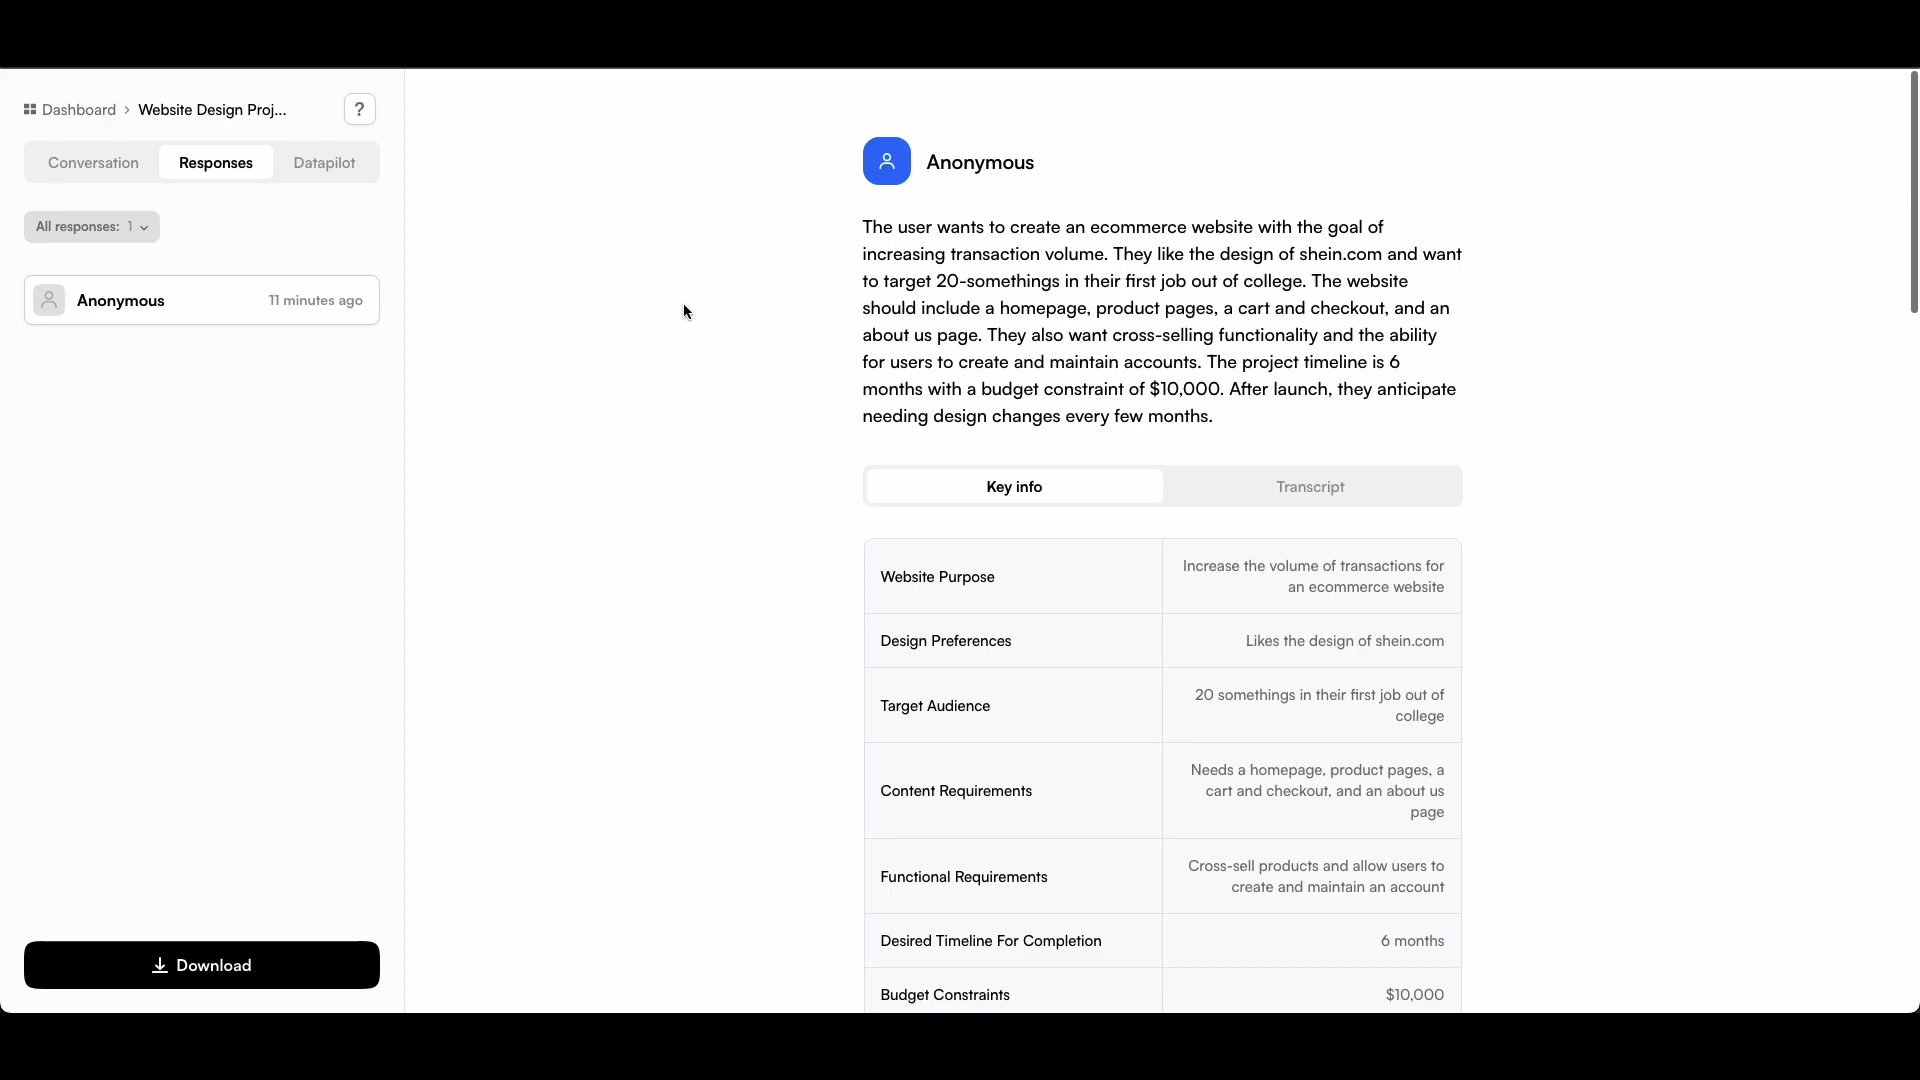 Dashboard > Website Design Proj...
?
Conversation
Responses
Datapilot
All responses: 1
Anonymous
11 minutes ago
Download
Anonymous
The user wants to create an ecommerce website with the goal of
increasing transaction volume. They like the design of shein.com and want
to target 20-somethings in their first job out of college. The website
should include a homepage, product pages, a cart and checkout, and an
about us page. They also want cross-selling functionality and the ability
for users to create and maintain accounts. The project timeline is 6
months with a budget constraint of $10,000. After launch, they anticipate
needing design changes every few months.
Key info
Transcript
Website Purpose
Increase the volume of transactions for
an ecommerce website
Design Preferences
Likes the design of shein.com
Target Audience
20 somethings in their first job out of
college
Content Requirements
Needs a homepage, product pages, a
cart and checkout, and an about us
page
Functional Requirements
Cross-sell products and allow users to
create and maintain an account
Desired Timeline For Completion
6 months
Budget Constraints
$10,000